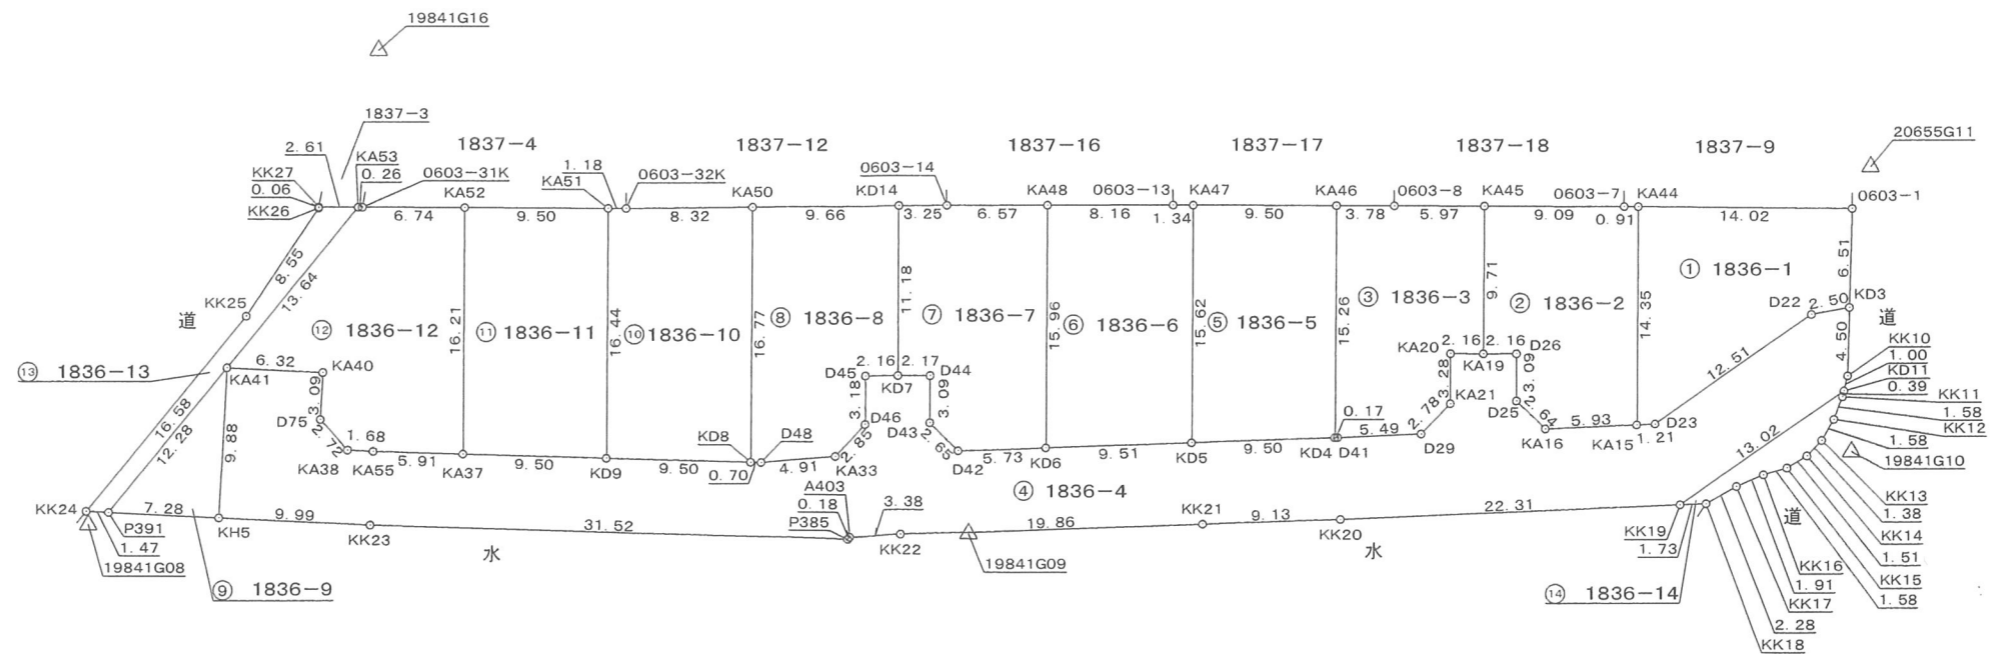 19841G16
1837-3
1837-4
1837-12
1837-16
1837-17
1837-18
1837-9
20655G11
2.61
KA53
0.26
0603-31K
KK27
0.06
KK26
KA52
KA51
1.18
0603-32K
KA50
KD14
0603-14
KA48
0603-13
KA47
KA46
0603-8
KA45
0603-7
KA44
0603-1
6.74
9.50
8.32
9.66
3.25
6.57
8.16
1.34
9.50
3.78
5.97
9.09
0.91
14.02
8.55
13.64
KK25
道
16.21
16.44
16.77
11.18
15.96
15.62
15.26
9.71
14.35
6.51
① 1836-1
② 1836-2
③ 1836-3
⑤ 1836-5
⑥ 1836-6
⑦ 1836-7
⑧ 1836-8
⑩ 1836-10
⑪ 1836-11
⑫ 1836-12
⑬ 1836-13
D22
2.50
KD3
道
4.50
KK10
1.00
KD11
0.39
KK11
1.58
KK12
1.58
19841G10
KK13
1.38
KK14
1.51
KK15
1.58
KK16
1.91
KK17
2.28
KK18
道
12.51
13.02
6.32
KA41
KA40
3.09
D75
2.72
KA38
1.68
KA55
5.91
KA37
9.50
KD9
9.50
KD8
0.70
D48
4.91
KA33
2.85
D46
3.18
D45
2.16
KD7
2.17
D44
3.09
D43
2.65
D42
5.73
KD6
9.51
KD5
9.50
KD4
D41
0.17
5.49
D29
2.78
KA21
3.28
KA20
2.16
KA19
2.16
D26
3.09
D25
2.64
KA16
5.93
KA15
1.21
D23
16.58
12.28
9.88
KK24
P391
1.47
19841G08
7.28
KH5
9.99
KK23
31.52
水
A403
0.18
P385
3.38
KK22
④ 1836-4
19841G09
19.86
KK21
9.13
KK20
水
22.31
KK19
1.73
⑨ 1836-9
⑭ 1836-14